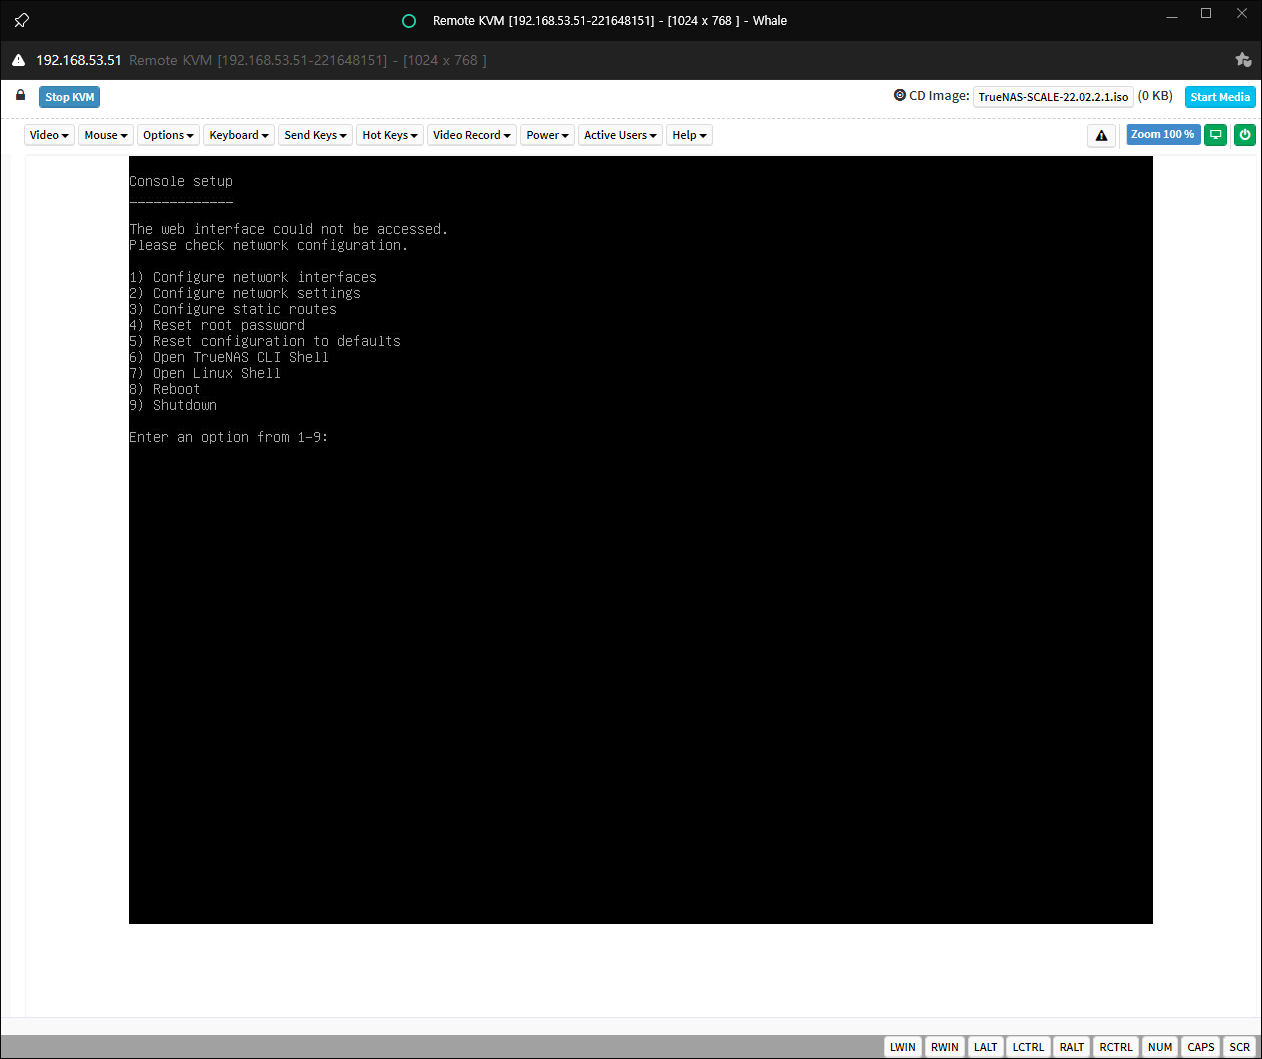 Remote KVM [192.168.53.51-221648151] - [1024 x 768 ] - Whale
192.168.53.51 Remote KVM [192.168.53.51-221648151] - [1024 x 768 ]
Stop KVM CD Image: TrueNAS-SCALE-22.02.2.1.iso (0 KB) Start Media
Video Mouse Options Keyboard Send Keys Hot Keys Video Record Power Active Users Help Zoom 100 %
Console setup
-------------
The web interface could not be accessed.
Please check network configuration.
1) Configure network interfaces
2) Configure network settings
3) Configure static routes
4) Reset root password
5) Reset configuration to defaults
6) Open TrueNAS CLI Shell
7) Open Linux Shell
8) Reboot
9) Shutdown
Enter an option from 1-9:
LWIN RWIN LALT LCTRL RALT RCTRL NUM CAPS SCR